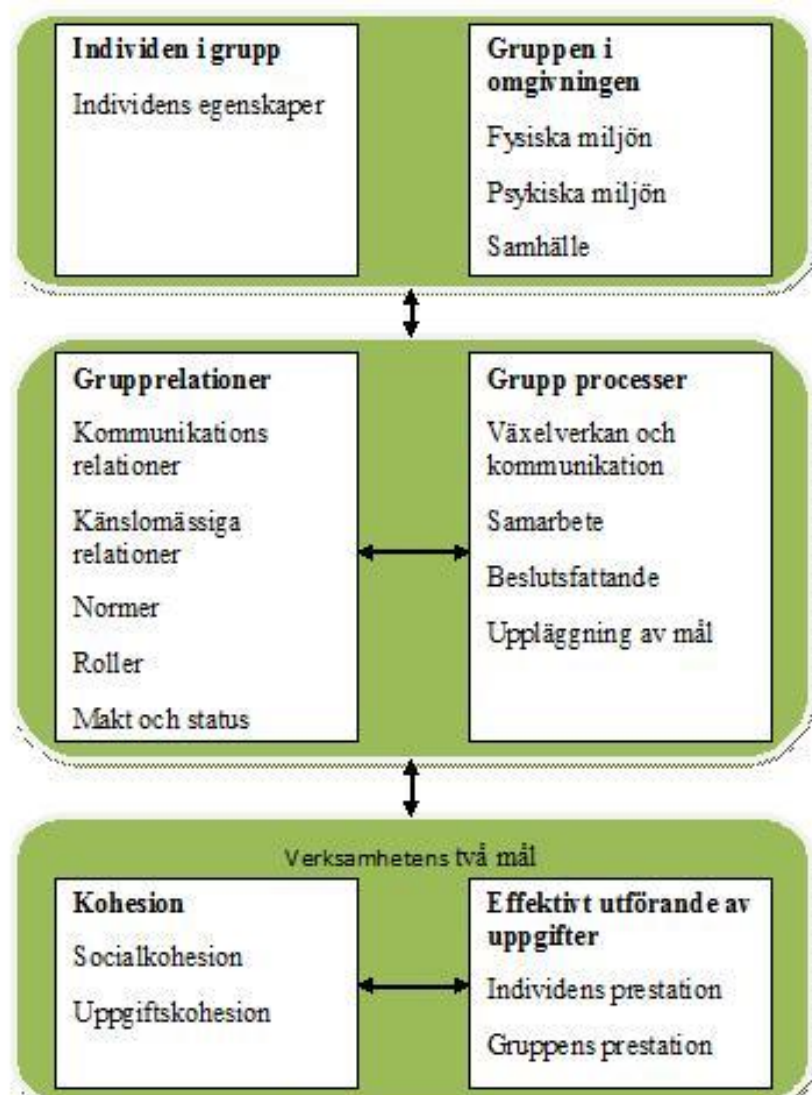 Individen i grupp
Individens egenskaper
Gruppen i
omgivningen
Fysiska miljön
Psykiska miljön
Samhälle
Grupprelationer
Kommunikations
relationer
Känslomässiga
relationer
Normer
Roller
Makt och status
Grupp processer
Växelverkan och
kommunikation
Samarbete
Beslutsfattande
Uppläggning av mål
Verksamhetens två mål
Kohesion
Socialkohesion
Uppgiftskohesion
Effektivt utförande av
uppgifter
Individens prestation
Gruppens prestation